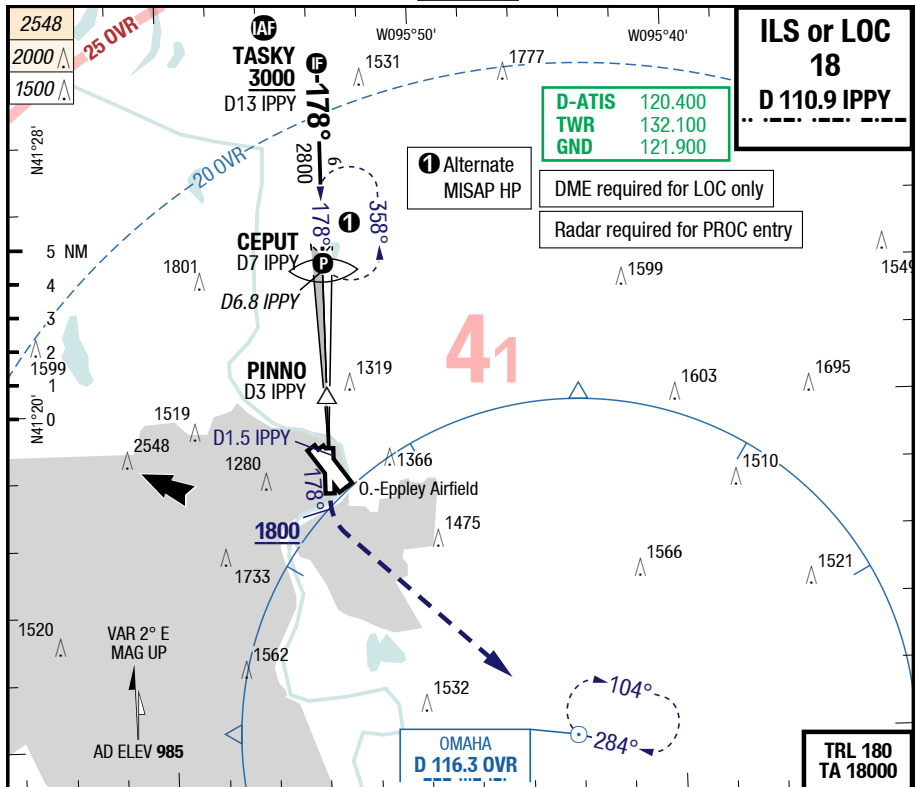 2548
2000
1500
25 OVR
IAF
TASKY
3000
D13 IPPY
IF
178°
2800
6
W095°50'
W095°40'
1531
1777
ILS or LOC
18
D 110.9 IPPY
D-ATIS 120.400
TWR 132.100
GND 121.900
1 Alternate
MISAP HP
DME required for LOC only
Radar required for PROC entry
N41°28'
20 OVR
178°
358°
1
CEPUT
D7 IPPY
P
D6.8 IPPY
5 NM
4
3
2
1
0
N41°20'
1801
1599
1549
1599
41
PINNO
D3 IPPY
1319
1603
1695
1519
D1.5 IPPY
2548
1280
1366
1510
178°
O.-Eppley Airfield
1800
1475
1733
1566
1521
1520
VAR 2° E
MAG UP
1562
1532
104°
284°
AD ELEV 985
OMAHA
D 116.3 OVR
TRL 180
TA 18000